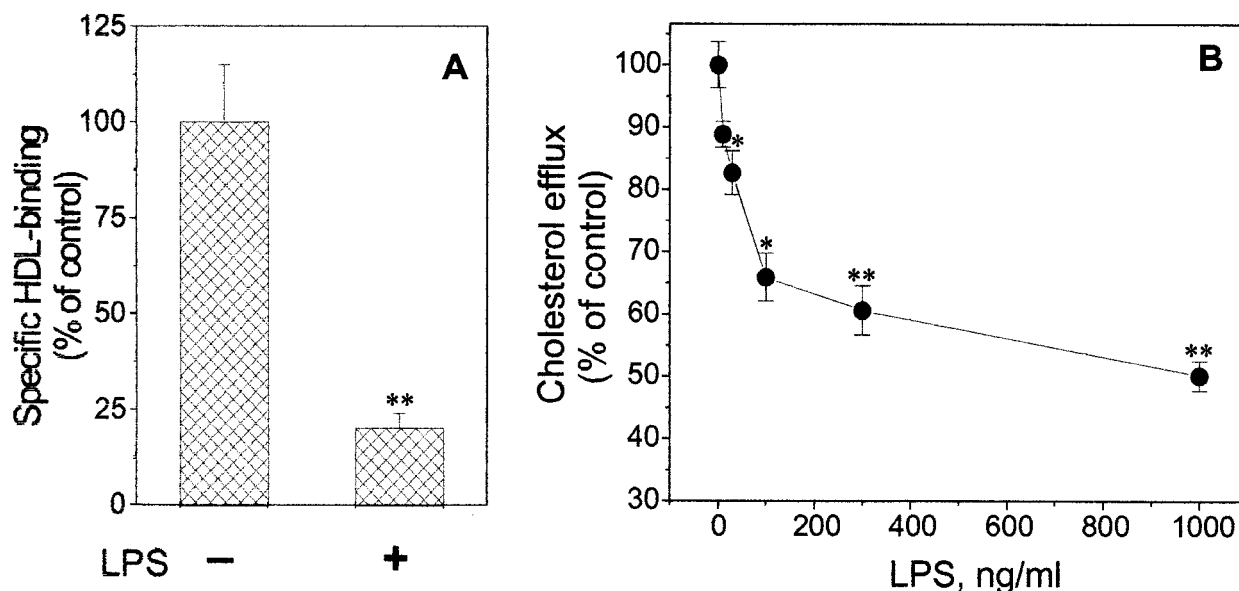 A
Specific HDL-binding
(% of control)
125
100
75
50
25
0
**
LPS − +
B
Cholesterol efflux
(% of control)
100
90
80
70
60
50
40
30
*
*
**
**
0 200 400 600 800 1000
LPS, ng/ml